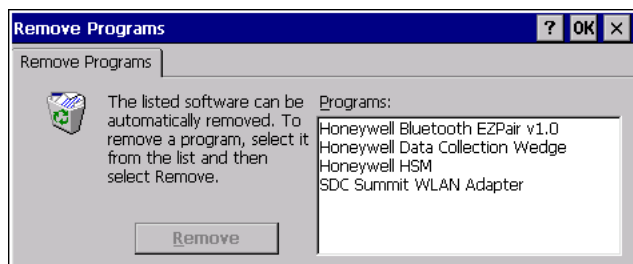 Remove Programs
? OK ×
Remove Programs
The listed software can be
automatically removed. To
remove a program, select it
from the list and then
select Remove.
Remove
Programs:
Honeywell Bluetooth EZPair v1.0
Honeywell Data Collection Wedge
Honeywell HSM
SDC Summit WLAN Adapter